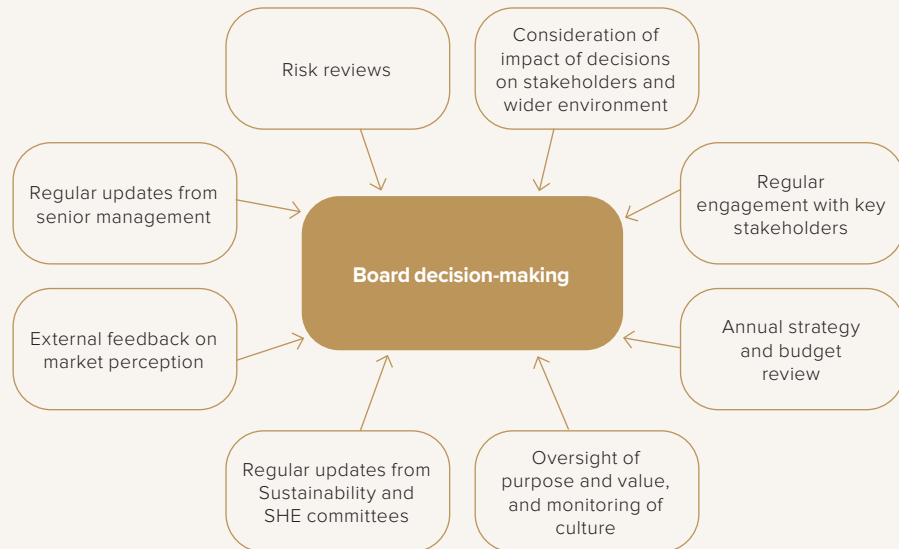 Risk reviews
Consideration of
impact of decisions
on stakeholders and
wider environment
Regular updates from
senior management
Regular
engagement with key
stakeholders
Board decision-making
External feedback on
market perception
Annual strategy
and budget
review
Regular updates from
Sustainability and
SHE committees
Oversight of
purpose and value,
and monitoring of
culture